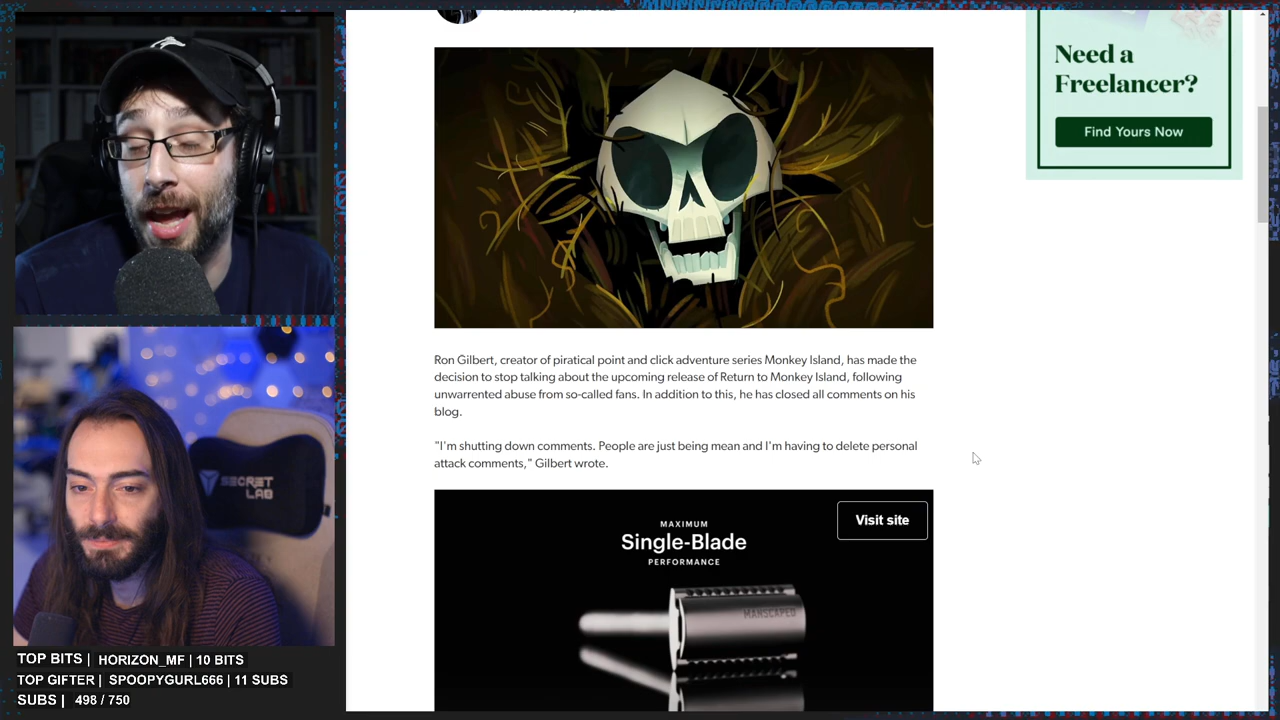 Need a
Freelancer?
Find Yours Now
Ron Gilbert, creator of piratical point and click adventure series Monkey Island, has made the
decision to stop talking about the upcoming release of Return to Monkey Island, following
unwarrented abuse from so-called fans. In addition to this, he has closed all comments on his
blog.
"I'm shutting down comments. People are just being mean and I'm having to delete personal
attack comments," Gilbert wrote.
Visit site
MAXIMUM
Single-Blade
PERFORMANCE
MANSCAPED
SECRET
LAB
TOP BITS | HORIZON_MF | 10 BITS
TOP GIFTER | SPOOPYGURL666 | 11 SUBS
SUBS | 498 / 750